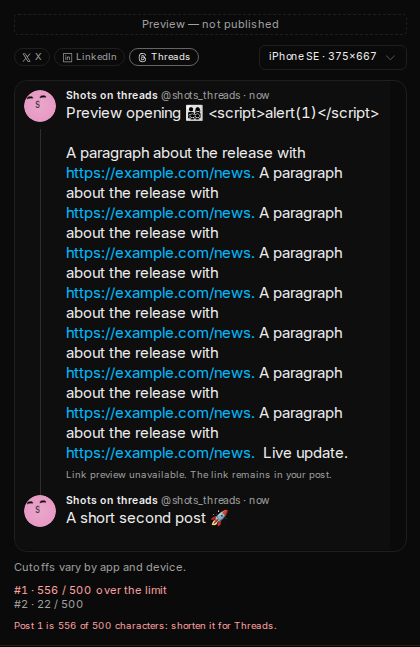 Preview — not published
X
LinkedIn
Threads
iPhone SE · 375×667
Shots on threads @shots_threads · now
Preview opening 👨‍👩‍👧‍👦 <script>alert(1)</script>
A paragraph about the release with
https://example.com/news. A paragraph
about the release with
https://example.com/news. A paragraph
about the release with
https://example.com/news. A paragraph
about the release with
https://example.com/news. A paragraph
about the release with
https://example.com/news. A paragraph
about the release with
https://example.com/news. A paragraph
about the release with
https://example.com/news. A paragraph
about the release with
https://example.com/news.  Live update.
Link preview unavailable. The link remains in your post.
S
Shots on threads @shots_threads · now
A short second post 🚀
S
Cutoffs vary by app and device.
#1 · 556 / 500 over the limit
#2 · 22 / 500
Post 1 is 556 of 500 characters: shorten it for Threads.